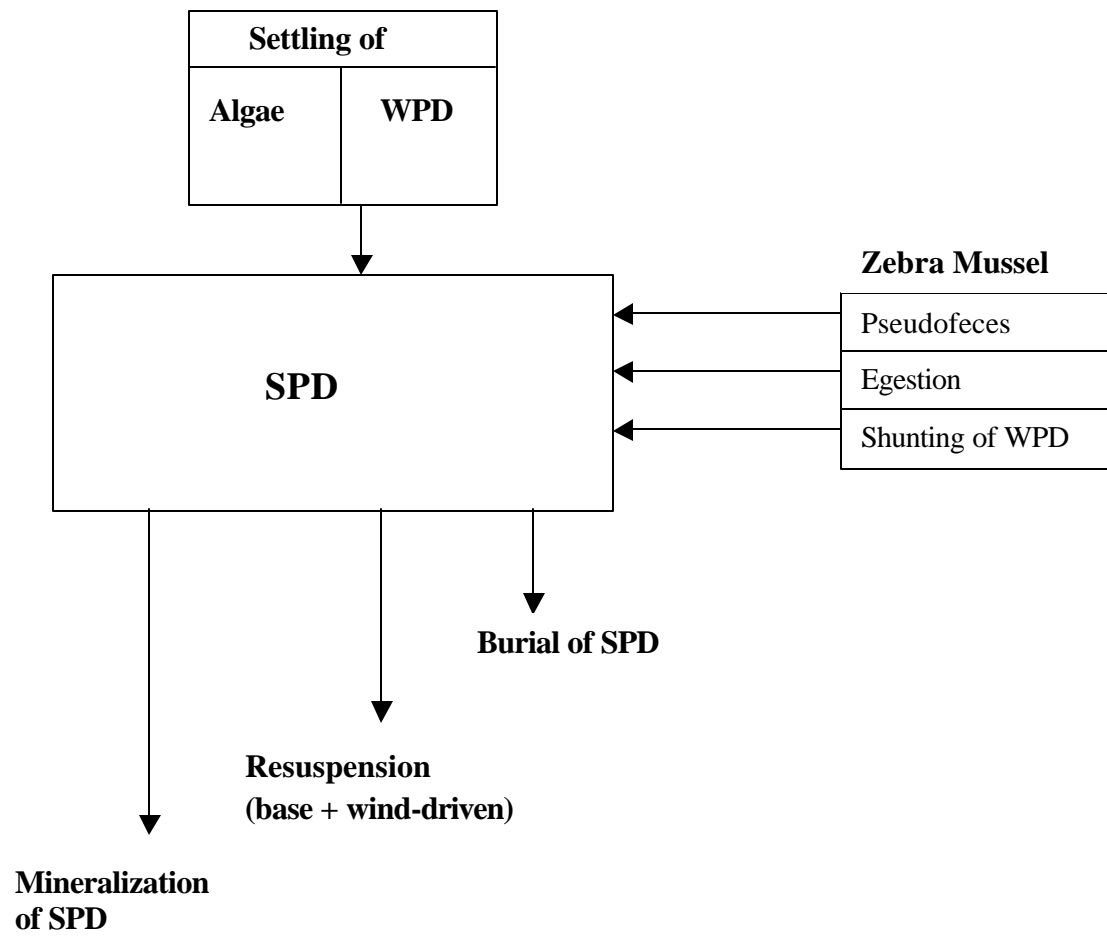 Settling of
Algae
WPD
Zebra Mussel
Pseudofeces
SPD
Egestion
Shunting of WPD
Burial of SPD
Resuspension
(base + wind-driven)
Mineralization
of SPD